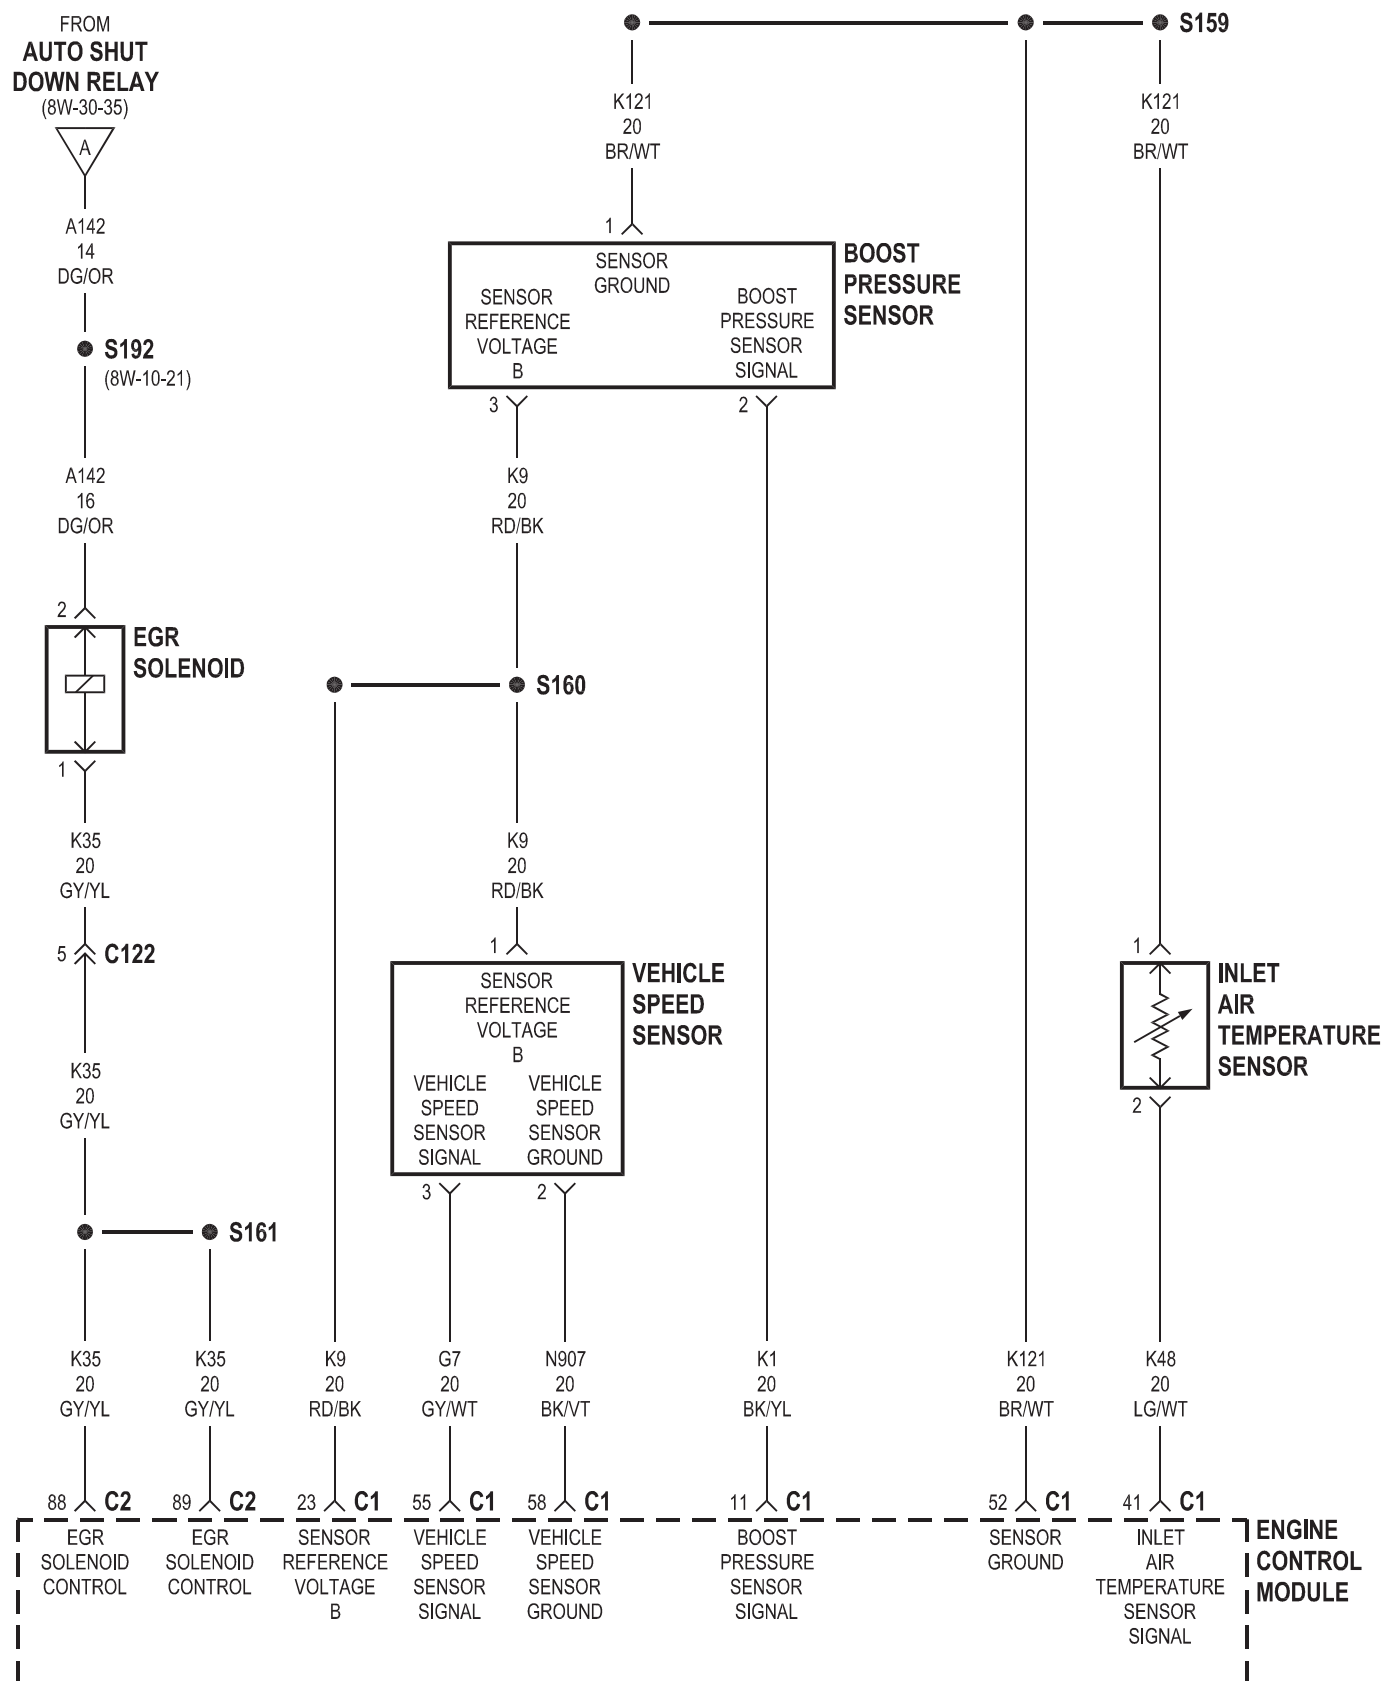 FROM
AUTO SHUT
DOWN RELAY
(8W-30-35)
A
A142
14
DG/OR
S192
(8W-10-21)
A142
16
DG/OR
2
EGR
SOLENOID
1
K35
20
GY/YL
5
C122
K35
20
GY/YL
S161
S159
K121
20
BR/WT
K121
20
BR/WT
1
SENSOR
GROUND
SENSOR
REFERENCE
VOLTAGE
B
BOOST
PRESSURE
SENSOR
SIGNAL
BOOST
PRESSURE
SENSOR
3
2
K9
20
RD/BK
S160
K9
20
RD/BK
1
SENSOR
REFERENCE
VOLTAGE
B
VEHICLE
SPEED
SENSOR
SIGNAL
VEHICLE
SPEED
SENSOR
GROUND
VEHICLE
SPEED
SENSOR
3
2
1
INLET
AIR
TEMPERATURE
SENSOR
2
K35
20
GY/YL
K35
20
GY/YL
K9
20
RD/BK
G7
20
GY/WT
N907
20
BK/VT
K1
20
BK/YL
K121
20
BR/WT
K48
20
LG/WT
88 C2
89 C2
23 C1
55 C1
58 C1
11 C1
52 C1
41 C1
EGR
SOLENOID
CONTROL
EGR
SOLENOID
CONTROL
SENSOR
REFERENCE
VOLTAGE
B
VEHICLE
SPEED
SENSOR
SIGNAL
VEHICLE
SPEED
SENSOR
GROUND
BOOST
PRESSURE
SENSOR
SIGNAL
SENSOR
GROUND
INLET
AIR
TEMPERATURE
SENSOR
SIGNAL
ENGINE
CONTROL
MODULE